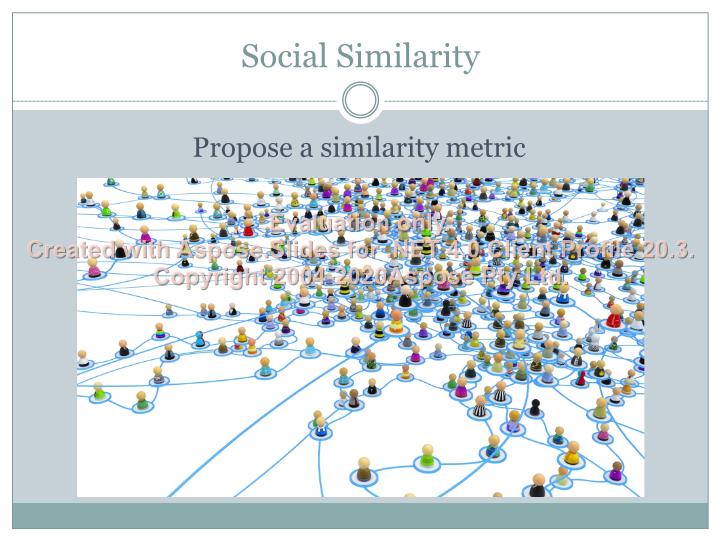 Social Similarity
Propose a similarity metric
Evaluation only.
Created with Aspose.Slides for .NET 4.0 Client Profile 20.3.
Copyright 2004-2020Aspose Pty Ltd.